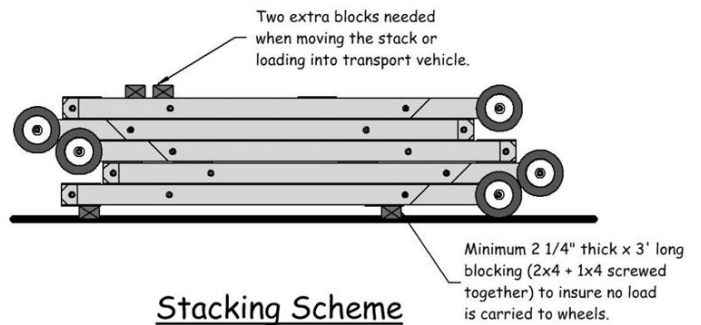 Two extra blocks needed
when moving the stack or
loading into transport vehicle.
Minimum 2 1/4" thick x 3' long
blocking (2x4 + 1x4 screwed
together) to insure no load
is carried to wheels.
Stacking Scheme